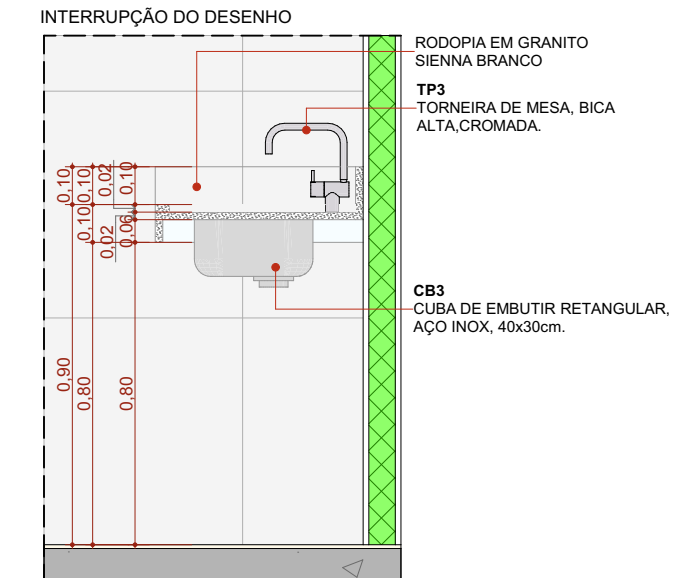 INTERRUPÇÃO DO DESENHO
RODOPIA EM GRANITO
SIENNA BRANCO
TP3
TORNEIRA DE MESA, BICA
ALTA,CROMADA.
0,10
0,10
0,02
0,10
0,10
0,02
0,06
CB3
CUBA DE EMBUTIR RETANGULAR,
AÇO INOX, 40x30cm.
0,90
0,80
0,80